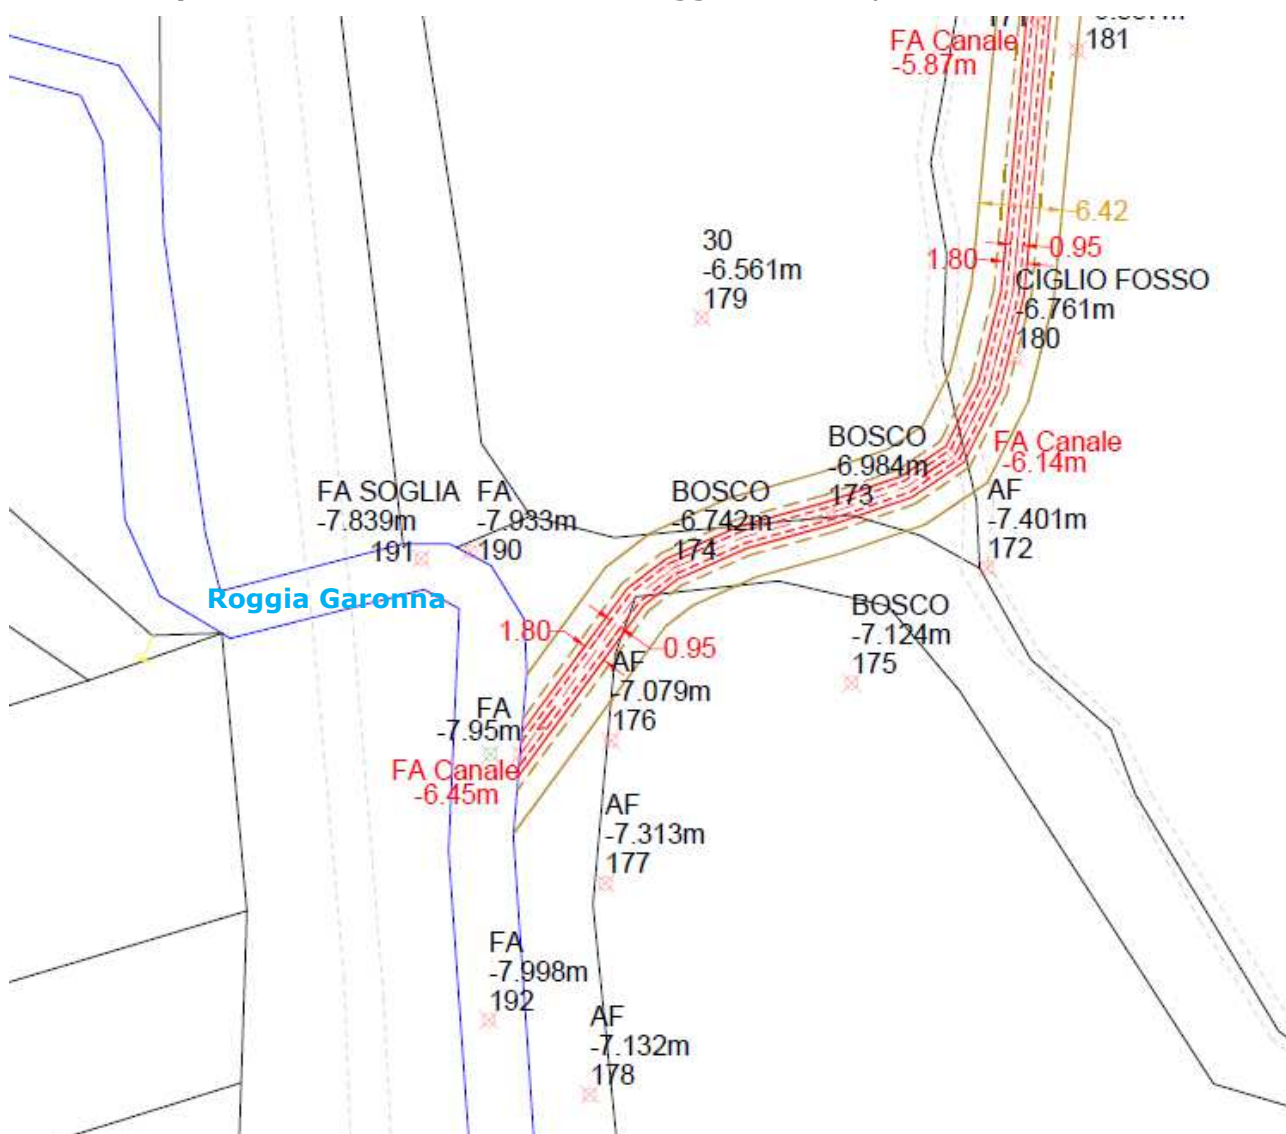 FA Canale
-5.87m
181
6.42
0.95
1.80
30
-6.561m
179
CIGLIO FOSSO
-6.761m
180
BOSCO
-6.984m
173
FA Canale
-6.14m
FA SOGLIA
-7.839m
191
FA
-7.933m
190
BOSCO
-6.742m
174
AF
-7.401m
172
Roggia Garonna
BOSCO
-7.124m
175
1.80
0.95
AF
-7.079m
176
FA
-7.95m
FA Canale
-6.45m
AF
-7.313m
177
FA
-7.998m
192
AF
-7.132m
178